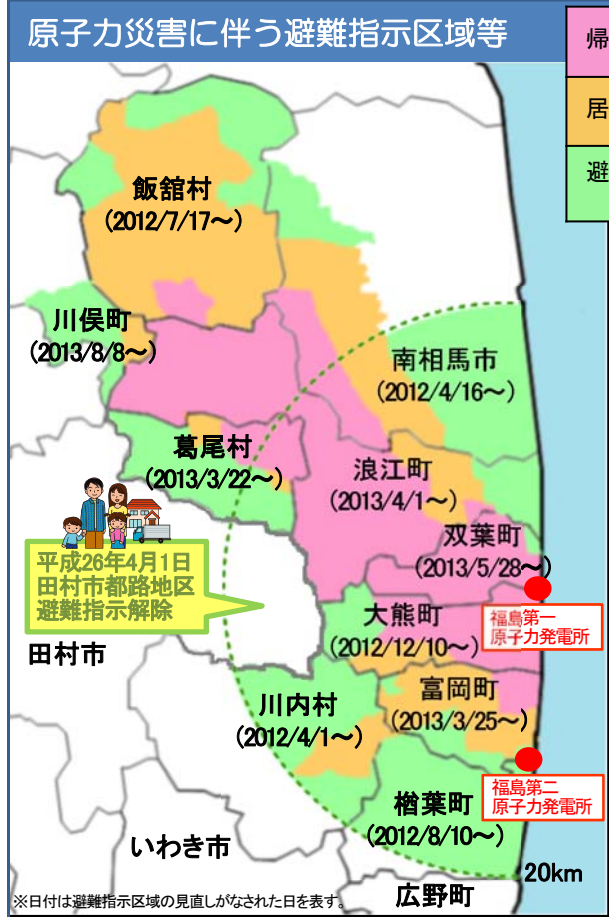 原子力災害に伴う避難指示区域等
帰
居
避
飯舘村
(2012/7/17～)
川俣町
(2013/8/8～)
南相馬市
(2012/4/16～)
葛尾村
(2013/3/22～)
浪江町
(2013/4/1～)
双葉町
(2013/5/28～)
平成26年4月1日
田村市都路地区
避難指示解除
福島第一
原子力発電所
大熊町
(2012/12/10～)
田村市
富岡町
(2013/3/25～)
川内村
(2012/4/1～)
福島第二
原子力発電所
楢葉町
(2012/8/10～)
いわき市
20km
広野町
※日付は避難指示区域の見直しがなされた日を表す。